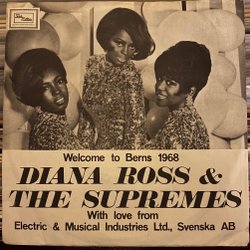 Welcome to Berns 1968
DIANA ROSS &
THE SUPREMES
With love from
Electric & Musical Industries Ltd., Svenska AB